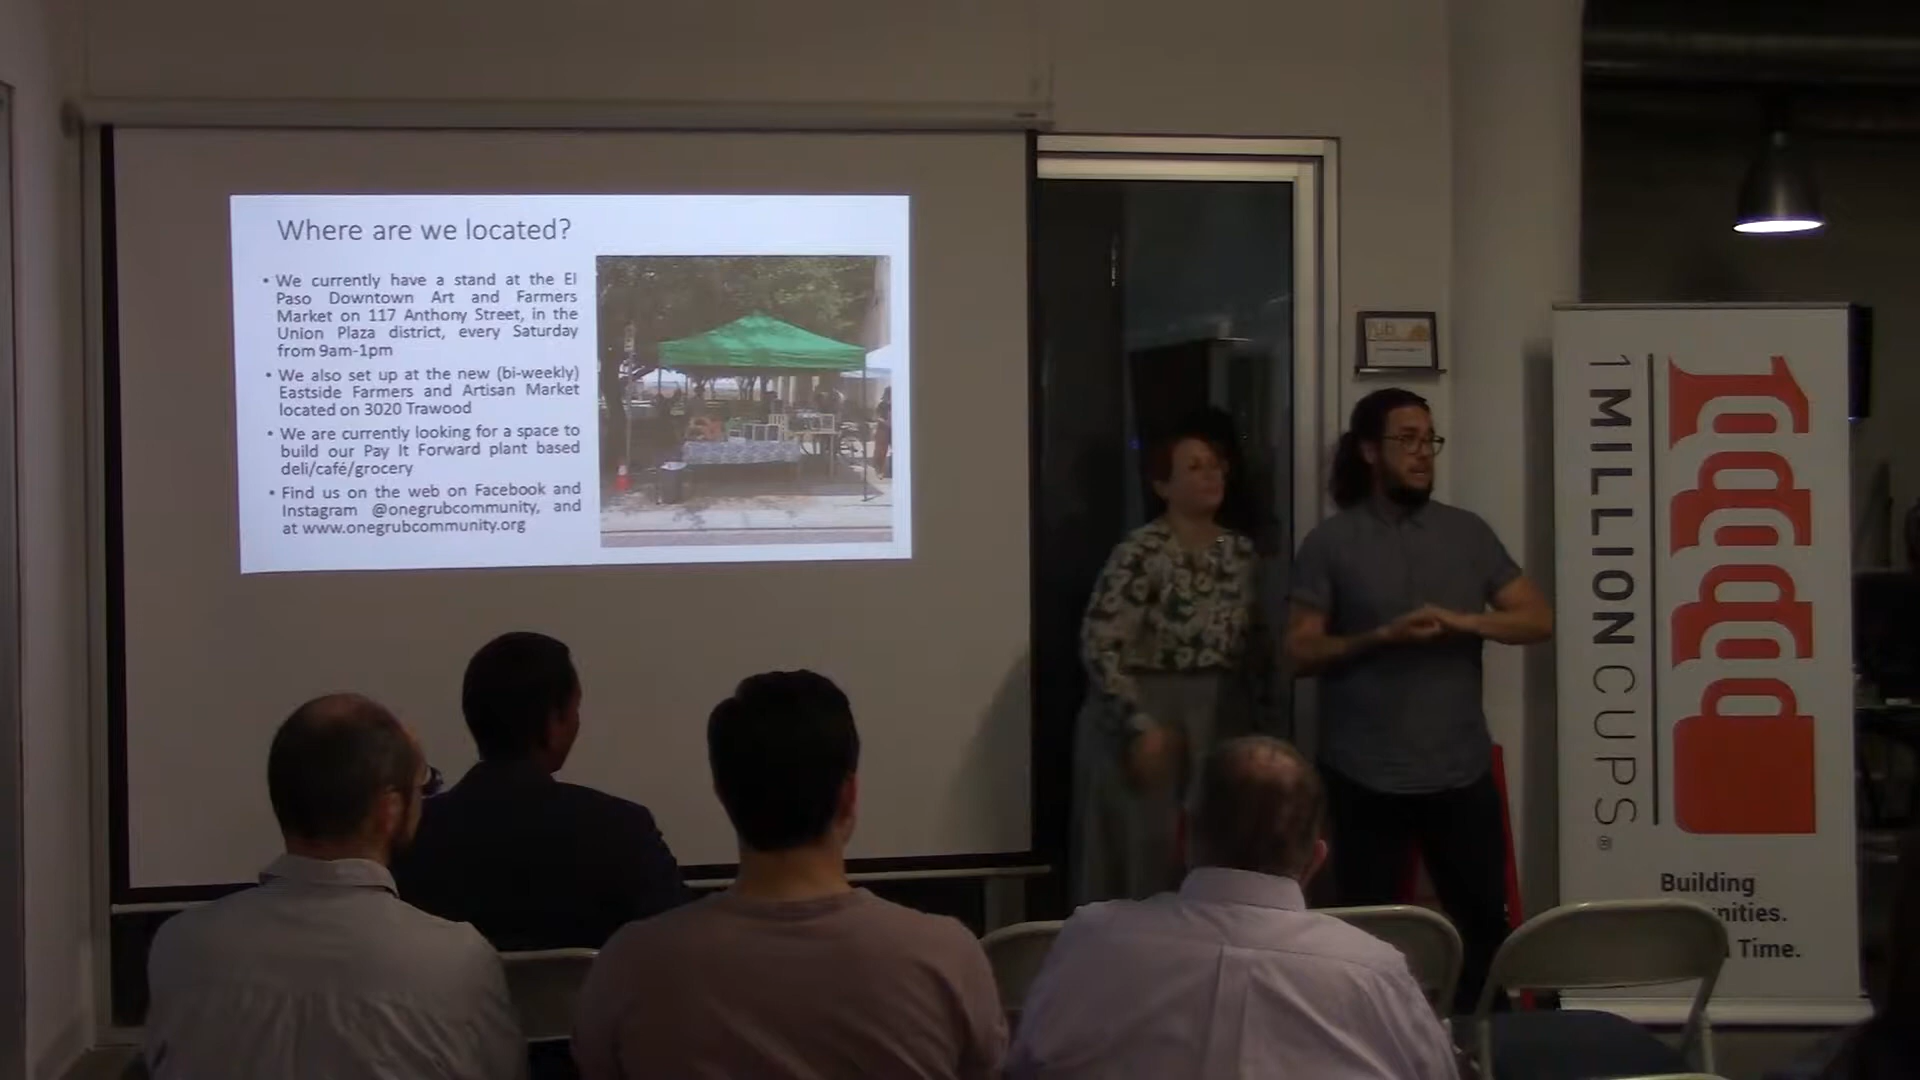 Where are we located?
• We currently have a stand at the El
Paso Downtown Art and Farmers
Market on 117 Anthony Street, in the
Union Plaza district, every Saturday
from 9am-1pm
• We also set up at the new (bi-weekly)
Eastside Farmers and Artisan Market
located on 3020 Trawood
• We are currently looking for a space to
build our Pay It Forward plant based
deli/café/grocery
• Find us on the web on Facebook and
Instagram @onegrubcommunity, and
at www.onegrubcommunity.org
1 MILLION CUPS®
Building
nities.
Time.